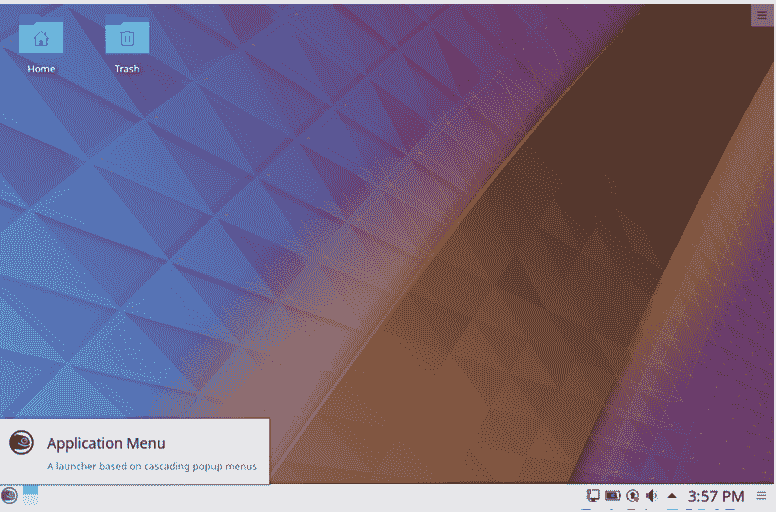 Home
Trash
Application Menu
A launcher based on cascading popup menus
3:57 PM